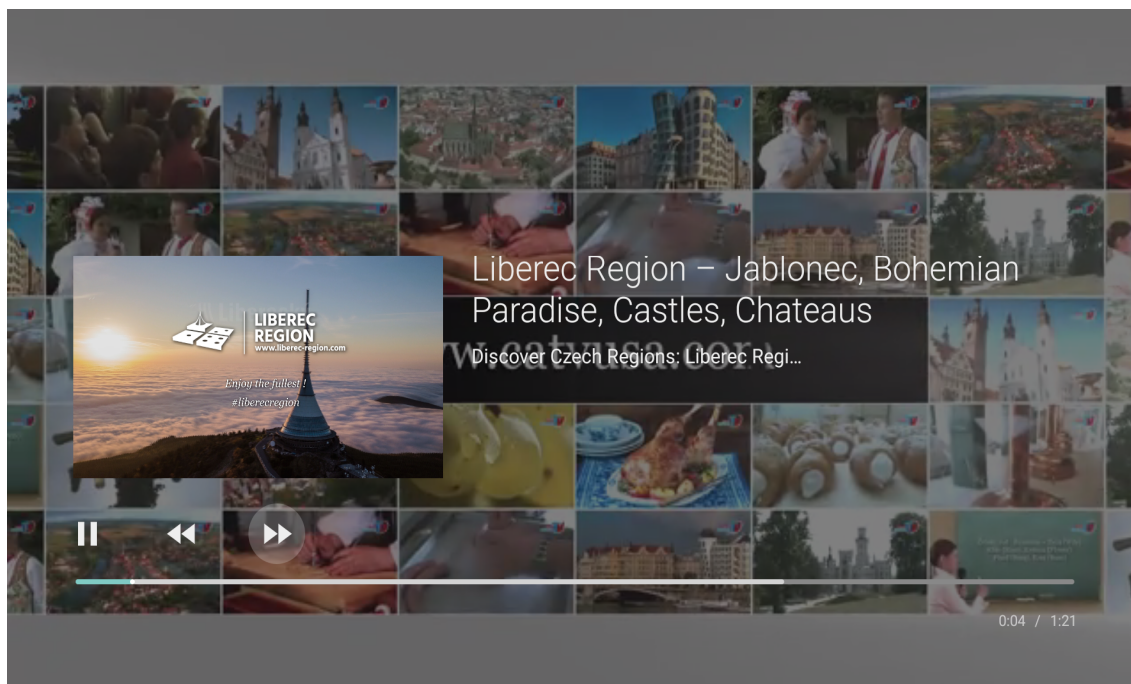 Liberec Region – Jablonec, Bohemian
Paradise, Castles, Chateaus
w.catvusa.com
Discover Czech Regions: Liberec Regi...
LIBEREC
REGION
www.liberec-region.com
Enjoy the fullest !
#liberecregion
0:04 / 1:21